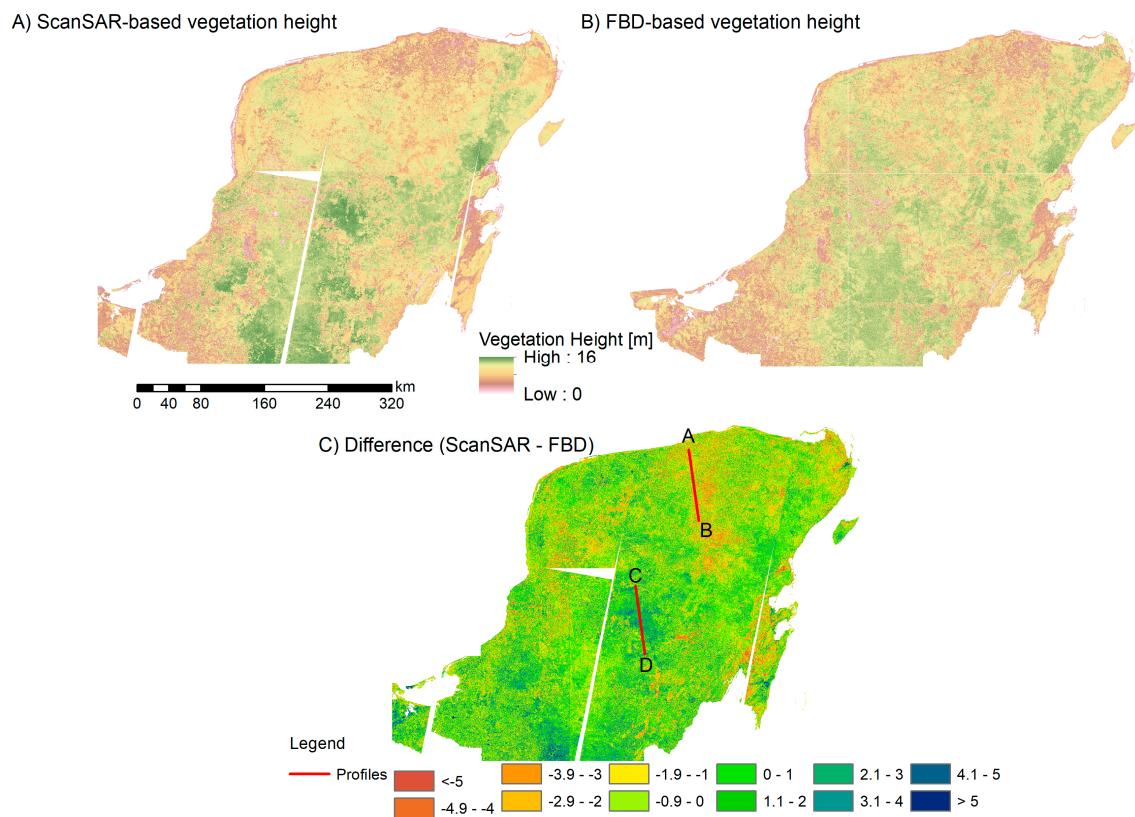 A) ScanSAR-based vegetation height
B) FBD-based vegetation height
Vegetation Height [m]
High : 16
Low : 0
km
0 40 80 160 240 320
C) Difference (ScanSAR - FBD)
A
B
C
D
Legend
Profiles
<-5
-4.9 - -4
-3.9 - -3
-2.9 - -2
-1.9 - -1
-0.9 - 0
0 - 1
1.1 - 2
2.1 - 3
3.1 - 4
4.1 - 5
> 5